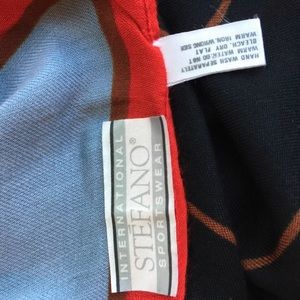 INTERNATIONAL
STEFANO®
SPORTSWEAR
HAND WASH SEPARATELY
WARM WATER. DO NOT
BLEACH. DRY FLAT
WARM IRON, WRONG SIDE